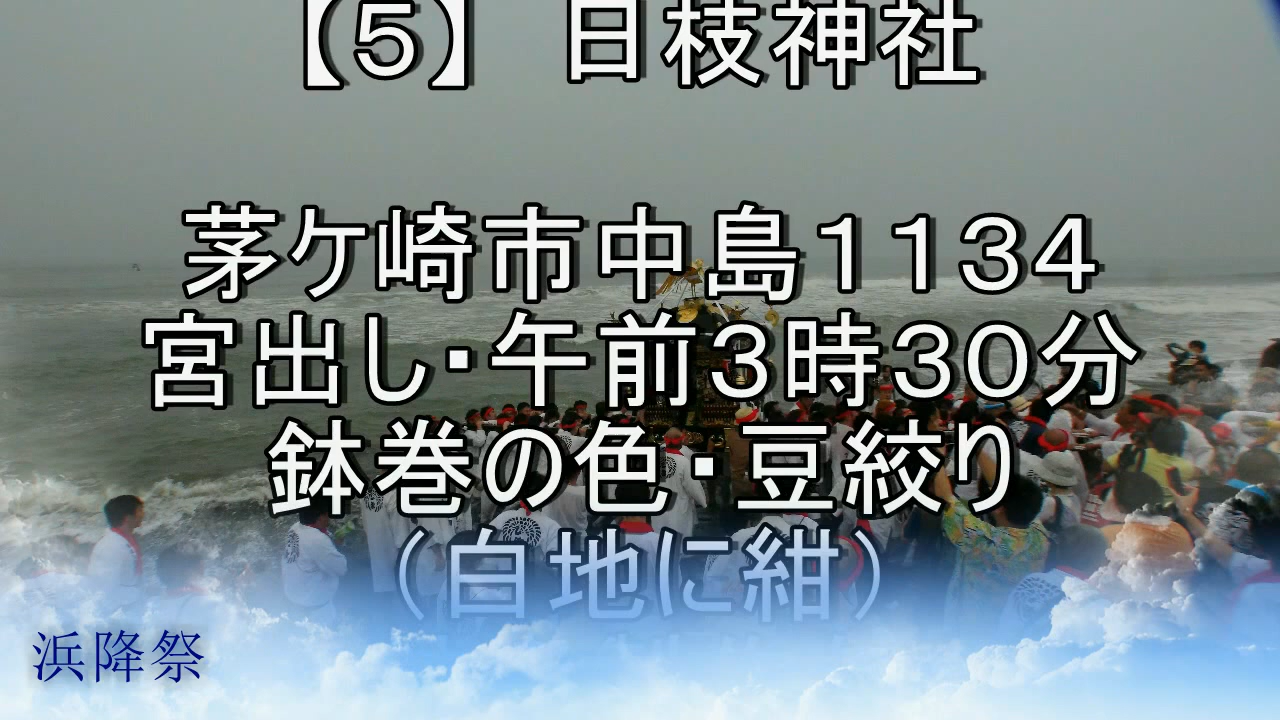 【５】 日枝神社
茅ケ崎市中島１１３４
宮出し・午前３時３０分
鉢巻の色・豆絞り
（白地に紺）
浜降祭